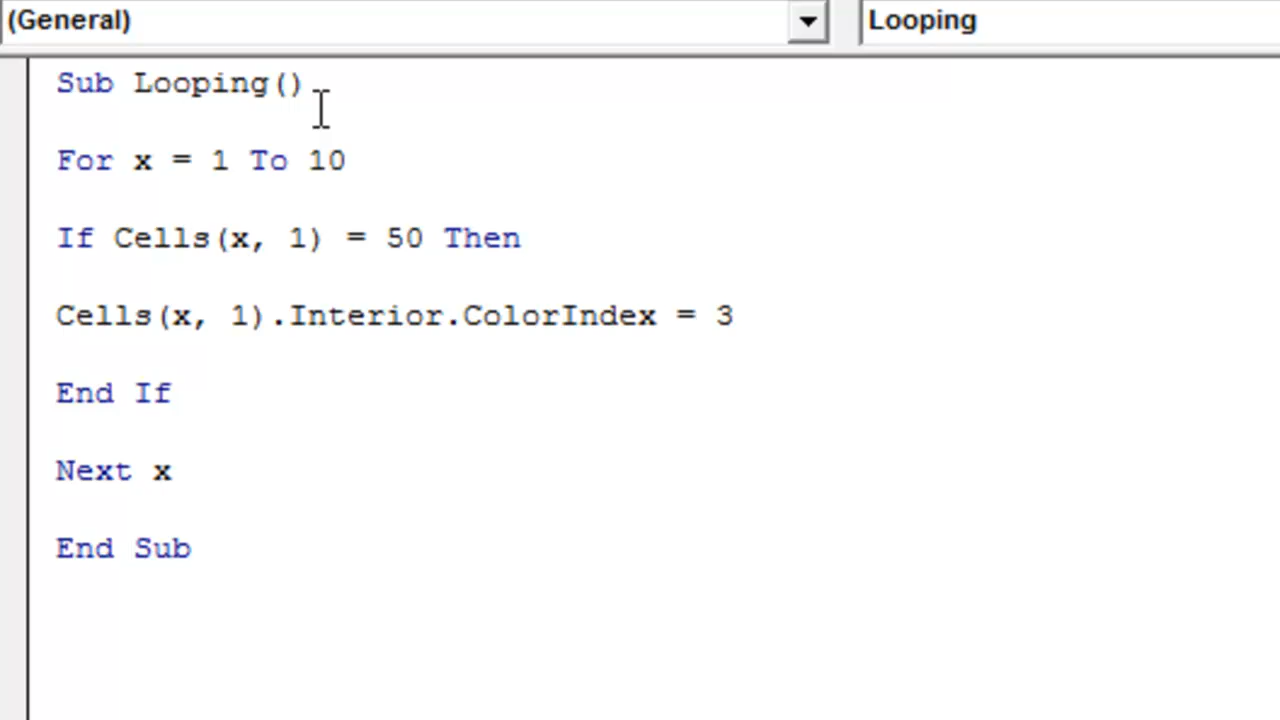 (General)
Looping
Sub Looping()
For x = 1 To 10
If Cells(x, 1) = 50 Then
Cells(x, 1).Interior.ColorIndex = 3
End If
Next x
End Sub